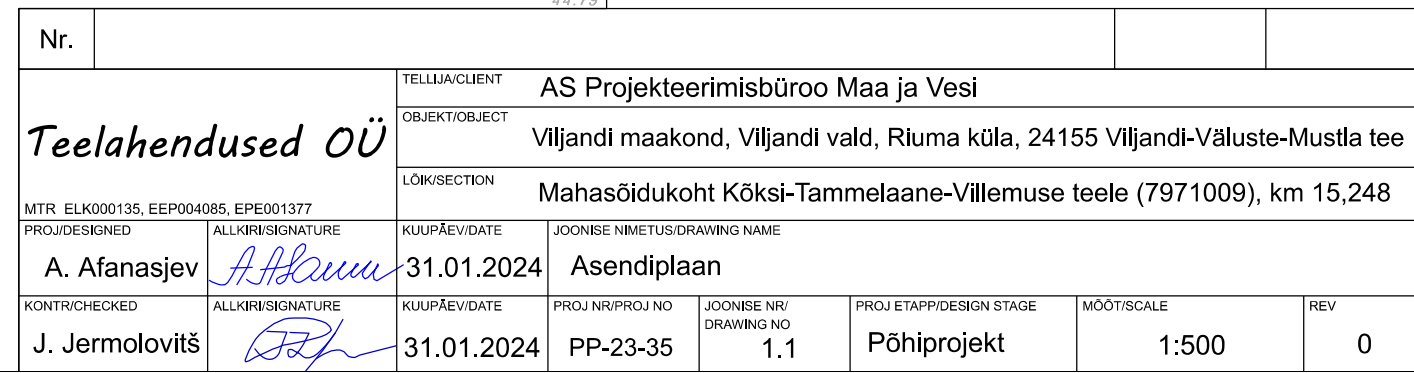 44.79
Nr.
TELLIJA/CLIENT AS Projekteerimisbüroo Maa ja Vesi
Teelahendused OÜ
OBJEKT/OBJECT Viljandi maakond, Viljandi vald, Riuma küla, 24155 Viljandi-Väluste-Mustla tee
LÕIK/SECTION Mahasõidukoht Kõksi-Tammelaane-Villemuse teele (7971009), km 15,248
MTR ELK000135, EEP004085, EPE001377
PROJ/DESIGNED ALLKIRI/SIGNATURE KUUPÄEV/DATE JOONISE NIMETUS/DRAWING NAME
A. Afanasjev 31.01.2024 Asendiplaan
KONTR/CHECKED ALLKIRI/SIGNATURE KUUPÄEV/DATE PROJ NR/PROJ NO JOONISE NR/ PROJ ETAPP/DESIGN STAGE MÕÕT/SCALE REV
DRAWING NO
J. Jermolovitš 31.01.2024 PP-23-35 1.1 Põhiprojekt 1:500 0